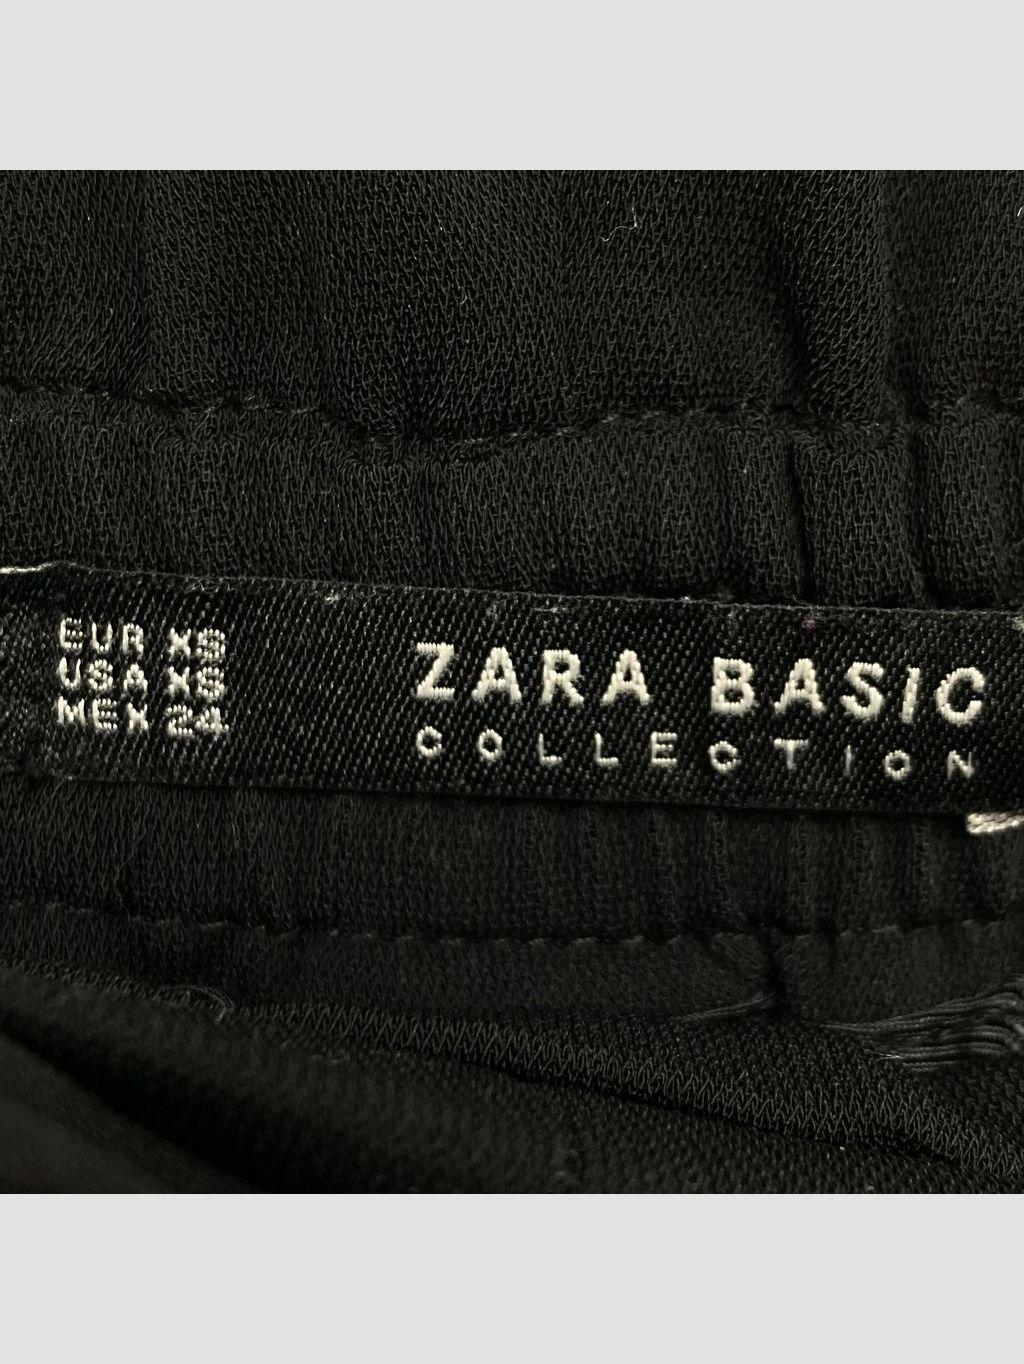 EUR XS
USA XS
MEX 24
ZARA BASIC
COLLECTION